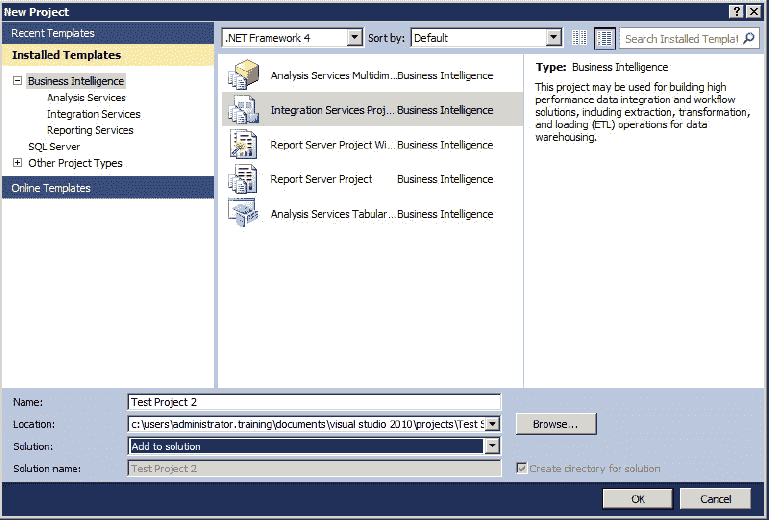 New Project
Recent Templates
Installed Templates
Business Intelligence
Analysis Services
Integration Services
Reporting Services
SQL Server
Other Project Types
Online Templates
.NET Framework 4
Sort by: Default
Search Installed Templat
Analysis Services Multidim... Business Intelligence
Integration Services Proj... Business Intelligence
Report Server Project Wi... Business Intelligence
Report Server Project Business Intelligence
Analysis Services Tabular... Business Intelligence
Type: Business Intelligence
This project may be used for building high
performance data integration and workflow
solutions, including extraction, transformation,
and loading (ETL) operations for data
warehousing.
Name: Test Project 2
Location: c:\users\administrator.training\documents\visual studio 2010\projects\Test S Browse...
Solution: Add to solution
Solution name: Test Project 2 Create directory for solution
OK Cancel